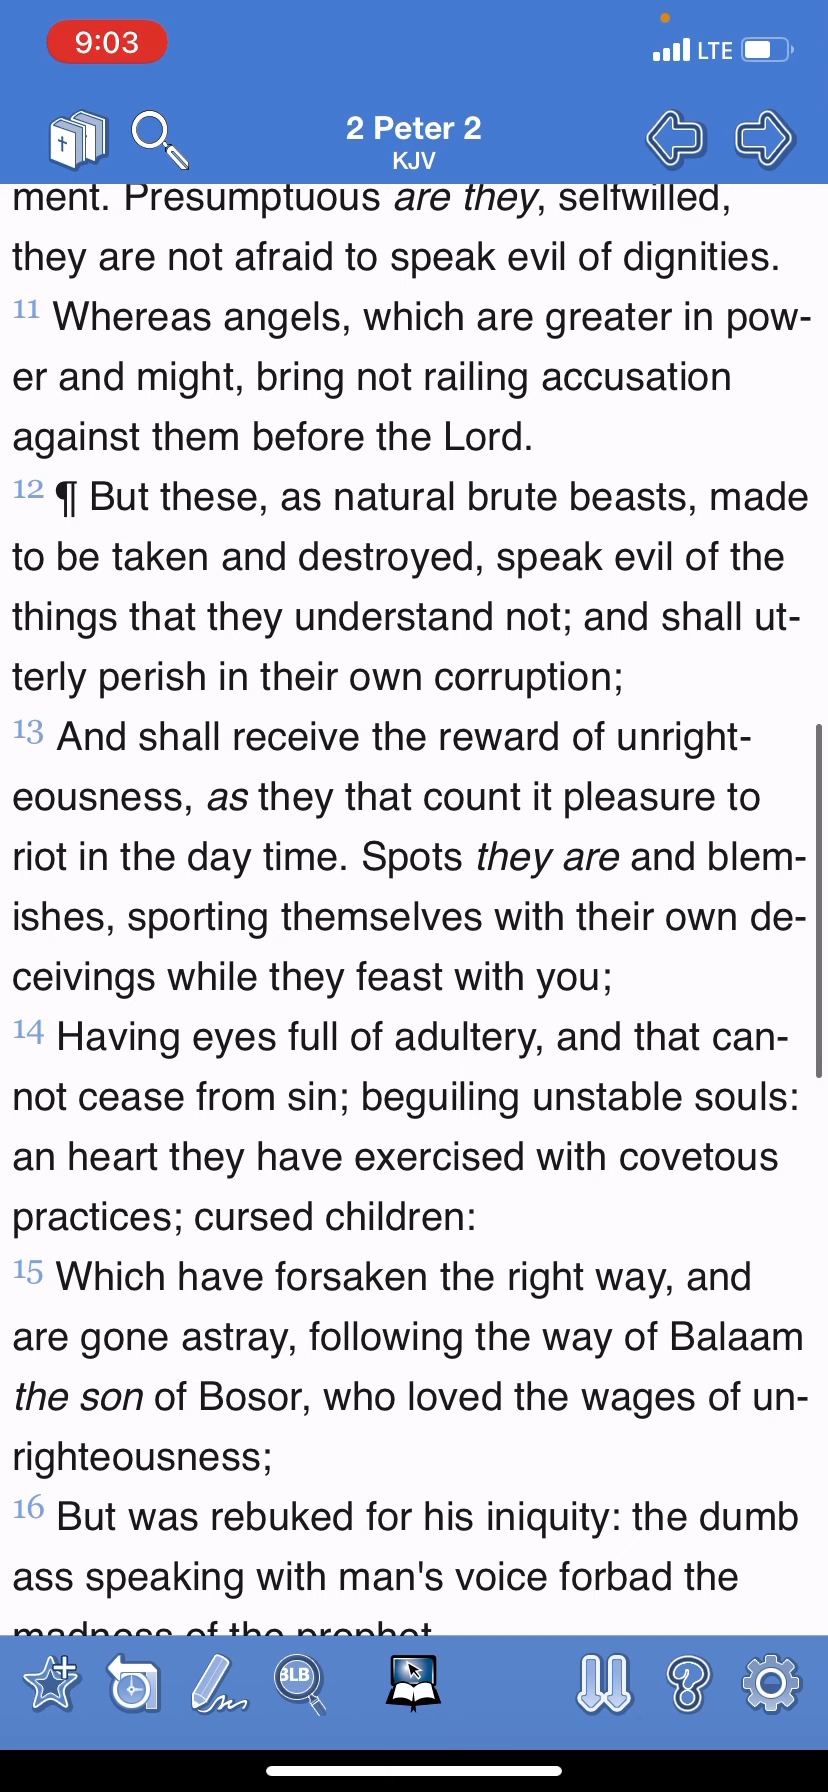 9:03
LTE
2 Peter 2
KJV
ment. Presumptuous are they, selfwilled,
they are not afraid to speak evil of dignities.
11 Whereas angels, which are greater in pow-
er and might, bring not railing accusation
against them before the Lord.
12 ¶ But these, as natural brute beasts, made
to be taken and destroyed, speak evil of the
things that they understand not; and shall ut-
terly perish in their own corruption;
13 And shall receive the reward of unright-
eousness, as they that count it pleasure to
riot in the day time. Spots they are and blem-
ishes, sporting themselves with their own de-
ceivings while they feast with you;
14 Having eyes full of adultery, and that can-
not cease from sin; beguiling unstable souls:
an heart they have exercised with covetous
practices; cursed children:
15 Which have forsaken the right way, and
are gone astray, following the way of Balaam
the son of Bosor, who loved the wages of un-
righteousness;
16 But was rebuked for his iniquity: the dumb
ass speaking with man's voice forbad the
madness of the prophet
BLB